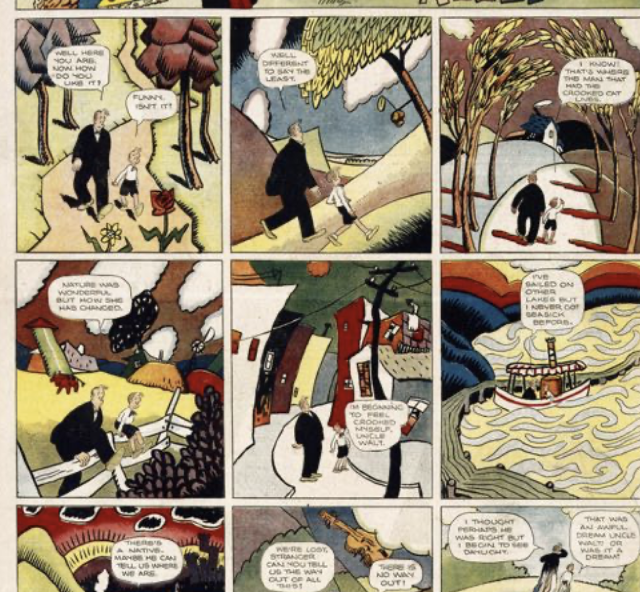 WELL HERE
YOU ARE.
NOW HOW
DO YOU
LIKE IT?
FUNNY,
ISN'T IT?
WELL
DIFFERENT
TO SAY THE
LEAST.
I KNOW!
THAT'S WHERE
THE MAN THAT
HAD THE
CROOKED CAT
LIVES.
NATURE WAS
WONDERFUL
BUT HOW SHE
HAS CHANGED.
I'M BEGINNING
TO FEEL
CROOKED
MYSELF,
UNCLE
WALT.
I'VE
SAILED ON
OTHER
LAKES BUT
I NEVER GOT
SEASICK
BEFORE.
THERE'S
A NATIVE.
MAYBE HE CAN
TELL US WHERE
WE ARE.
WE'RE LOST,
STRANGER.
CAN YOU TELL
US THE WAY
OUT OF ALL
THIS?
THERE IS
NO WAY
OUT!
I THOUGHT
PERHAPS HE
WAS RIGHT BUT
I BEGIN TO SEE
DAYLIGHT.
THAT WAS
AN AWFUL
DREAM UNCLE
WALT! OR
WAS IT A
DREAM?